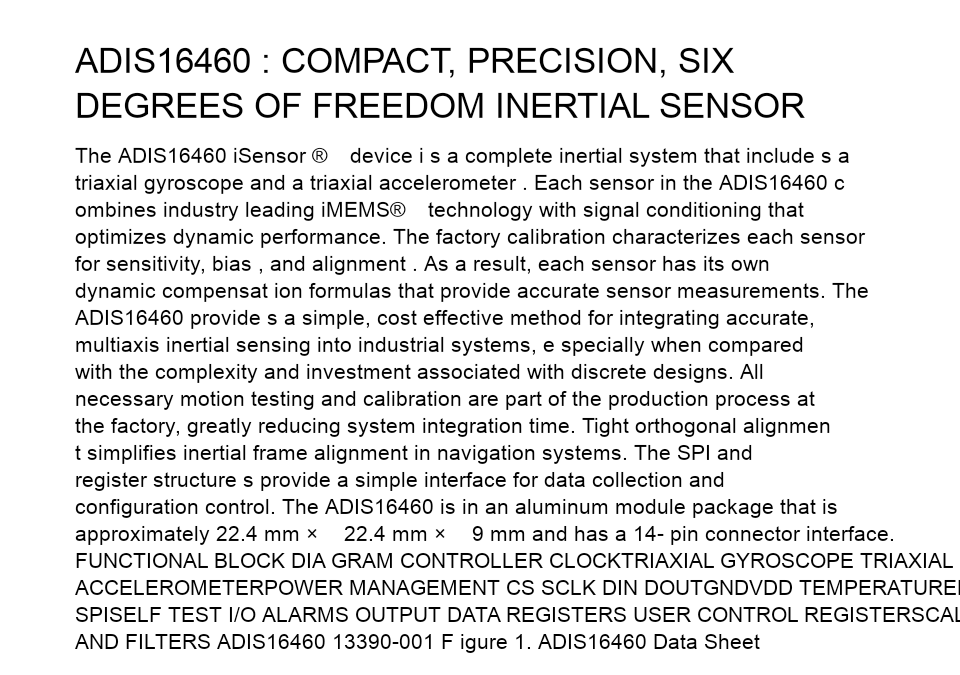 ADIS16460 : COMPACT, PRECISION, SIX
DEGREES OF FREEDOM INERTIAL SENSOR
The ADIS16460 iSensor ® device i s a complete inertial system that include s a
triaxial gyroscope and a triaxial accelerometer . Each sensor in the ADIS16460 c
ombines industry leading iMEMS® technology with signal conditioning that
optimizes dynamic performance. The factory calibration characterizes each sensor
for sensitivity, bias , and alignment . As a result, each sensor has its own
dynamic compensat ion formulas that provide accurate sensor measurements. The
ADIS16460 provide s a simple, cost effective method for integrating accurate,
multiaxis inertial sensing into industrial systems, e specially when compared
with the complexity and investment associated with discrete designs. All
necessary motion testing and calibration are part of the production process at
the factory, greatly reducing system integration time. Tight orthogonal alignmen
t simplifies inertial frame alignment in navigation systems. The SPI and
register structure s provide a simple interface for data collection and
configuration control. The ADIS16460 is in an aluminum module package that is
approximately 22.4 mm × 22.4 mm × 9 mm and has a 14- pin connector interface.
FUNCTIONAL BLOCK DIA GRAM CONTROLLER CLOCKTRIAXIAL GYROSCOPE TRIAXIAL
ACCELEROMETERPOWER MANAGEMENT CS SCLK DIN DOUTGNDVDD
SPISELF TEST I/O ALARMS OUTPUT DATA REGISTERS USER CONTROL
AND FILTERS ADIS16460 13390-001 F igure 1. ADIS16460 Data Sheet